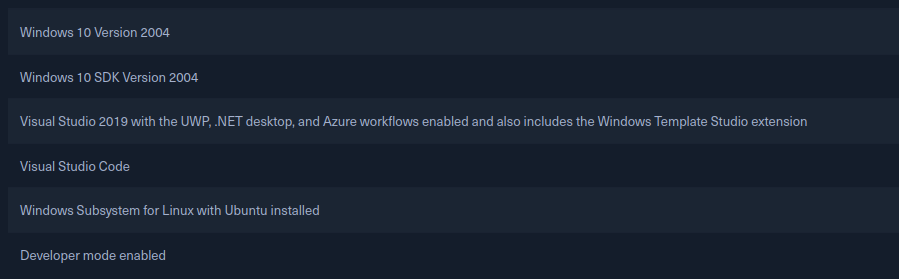 Windows 10 Version 2004
Windows 10 SDK Version 2004
Visual Studio 2019 with the UWP, .NET desktop, and Azure workflows enabled and also includes the Windows Template Studio extension
Visual Studio Code
Windows Subsystem for Linux with Ubuntu installed
Developer mode enabled